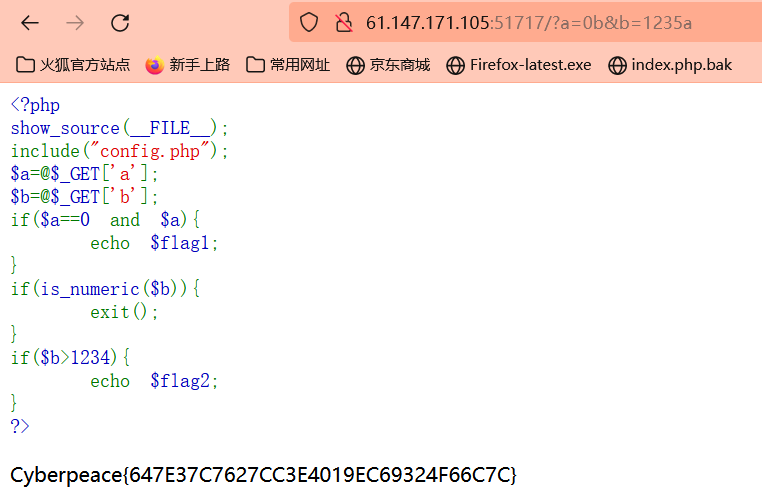 61.147.171.105:51717/?a=0b&b=1235a
火狐官方站点 新手上路 常用网址 京东商城 Firefox-latest.exe index.php.bak
<?php
show_source(__FILE__);
include("config.php");
$a=@$_GET['a'];
$b=@$_GET['b'];
if($a==0 and $a){
echo $flag1;
}
if(is_numeric($b)){
exit();
}
if($b>1234){
echo $flag2;
}
?>
Cyberpeace{647E37C7627CC3E4019EC69324F66C7C}